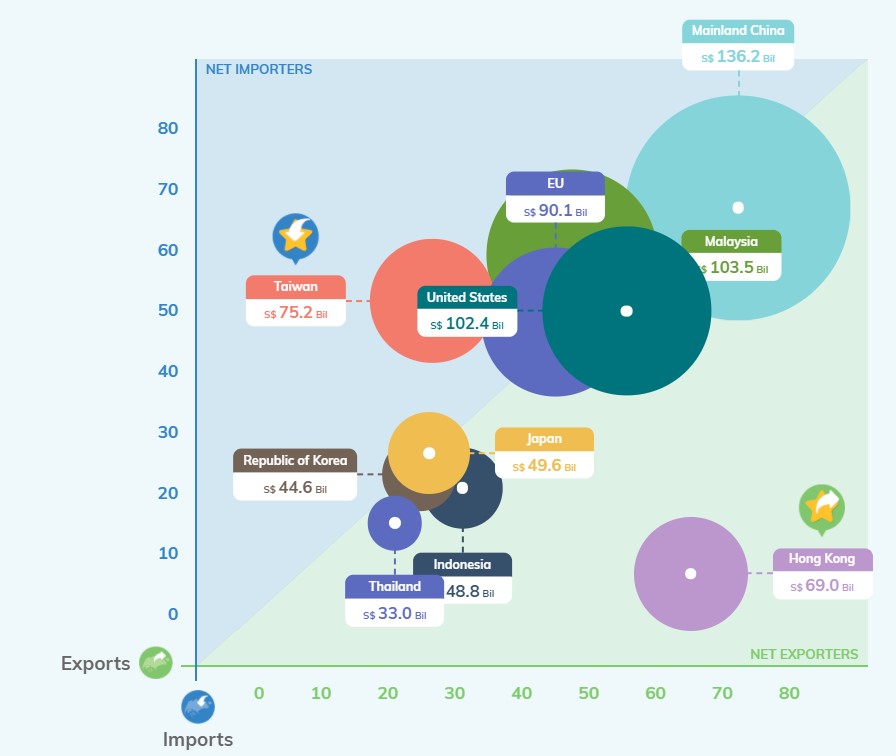 Mainland China
S$ 136.2 Bil
NET IMPORTERS
80
70
EU
S$ 90.1 Bil
60
Malaysia
S$ 103.5 Bil
Taiwan
S$ 75.2 Bil
United States
S$ 102.4 Bil
50
40
30
Japan
S$ 49.6 Bil
Republic of Korea
S$ 44.6 Bil
20
10
Indonesia
48.8 Bil
Hong Kong
S$ 69.0 Bil
Thailand
S$ 33.0 Bil
0
NET EXPORTERS
Exports
0 10 20 30 40 50 60 70 80
Imports